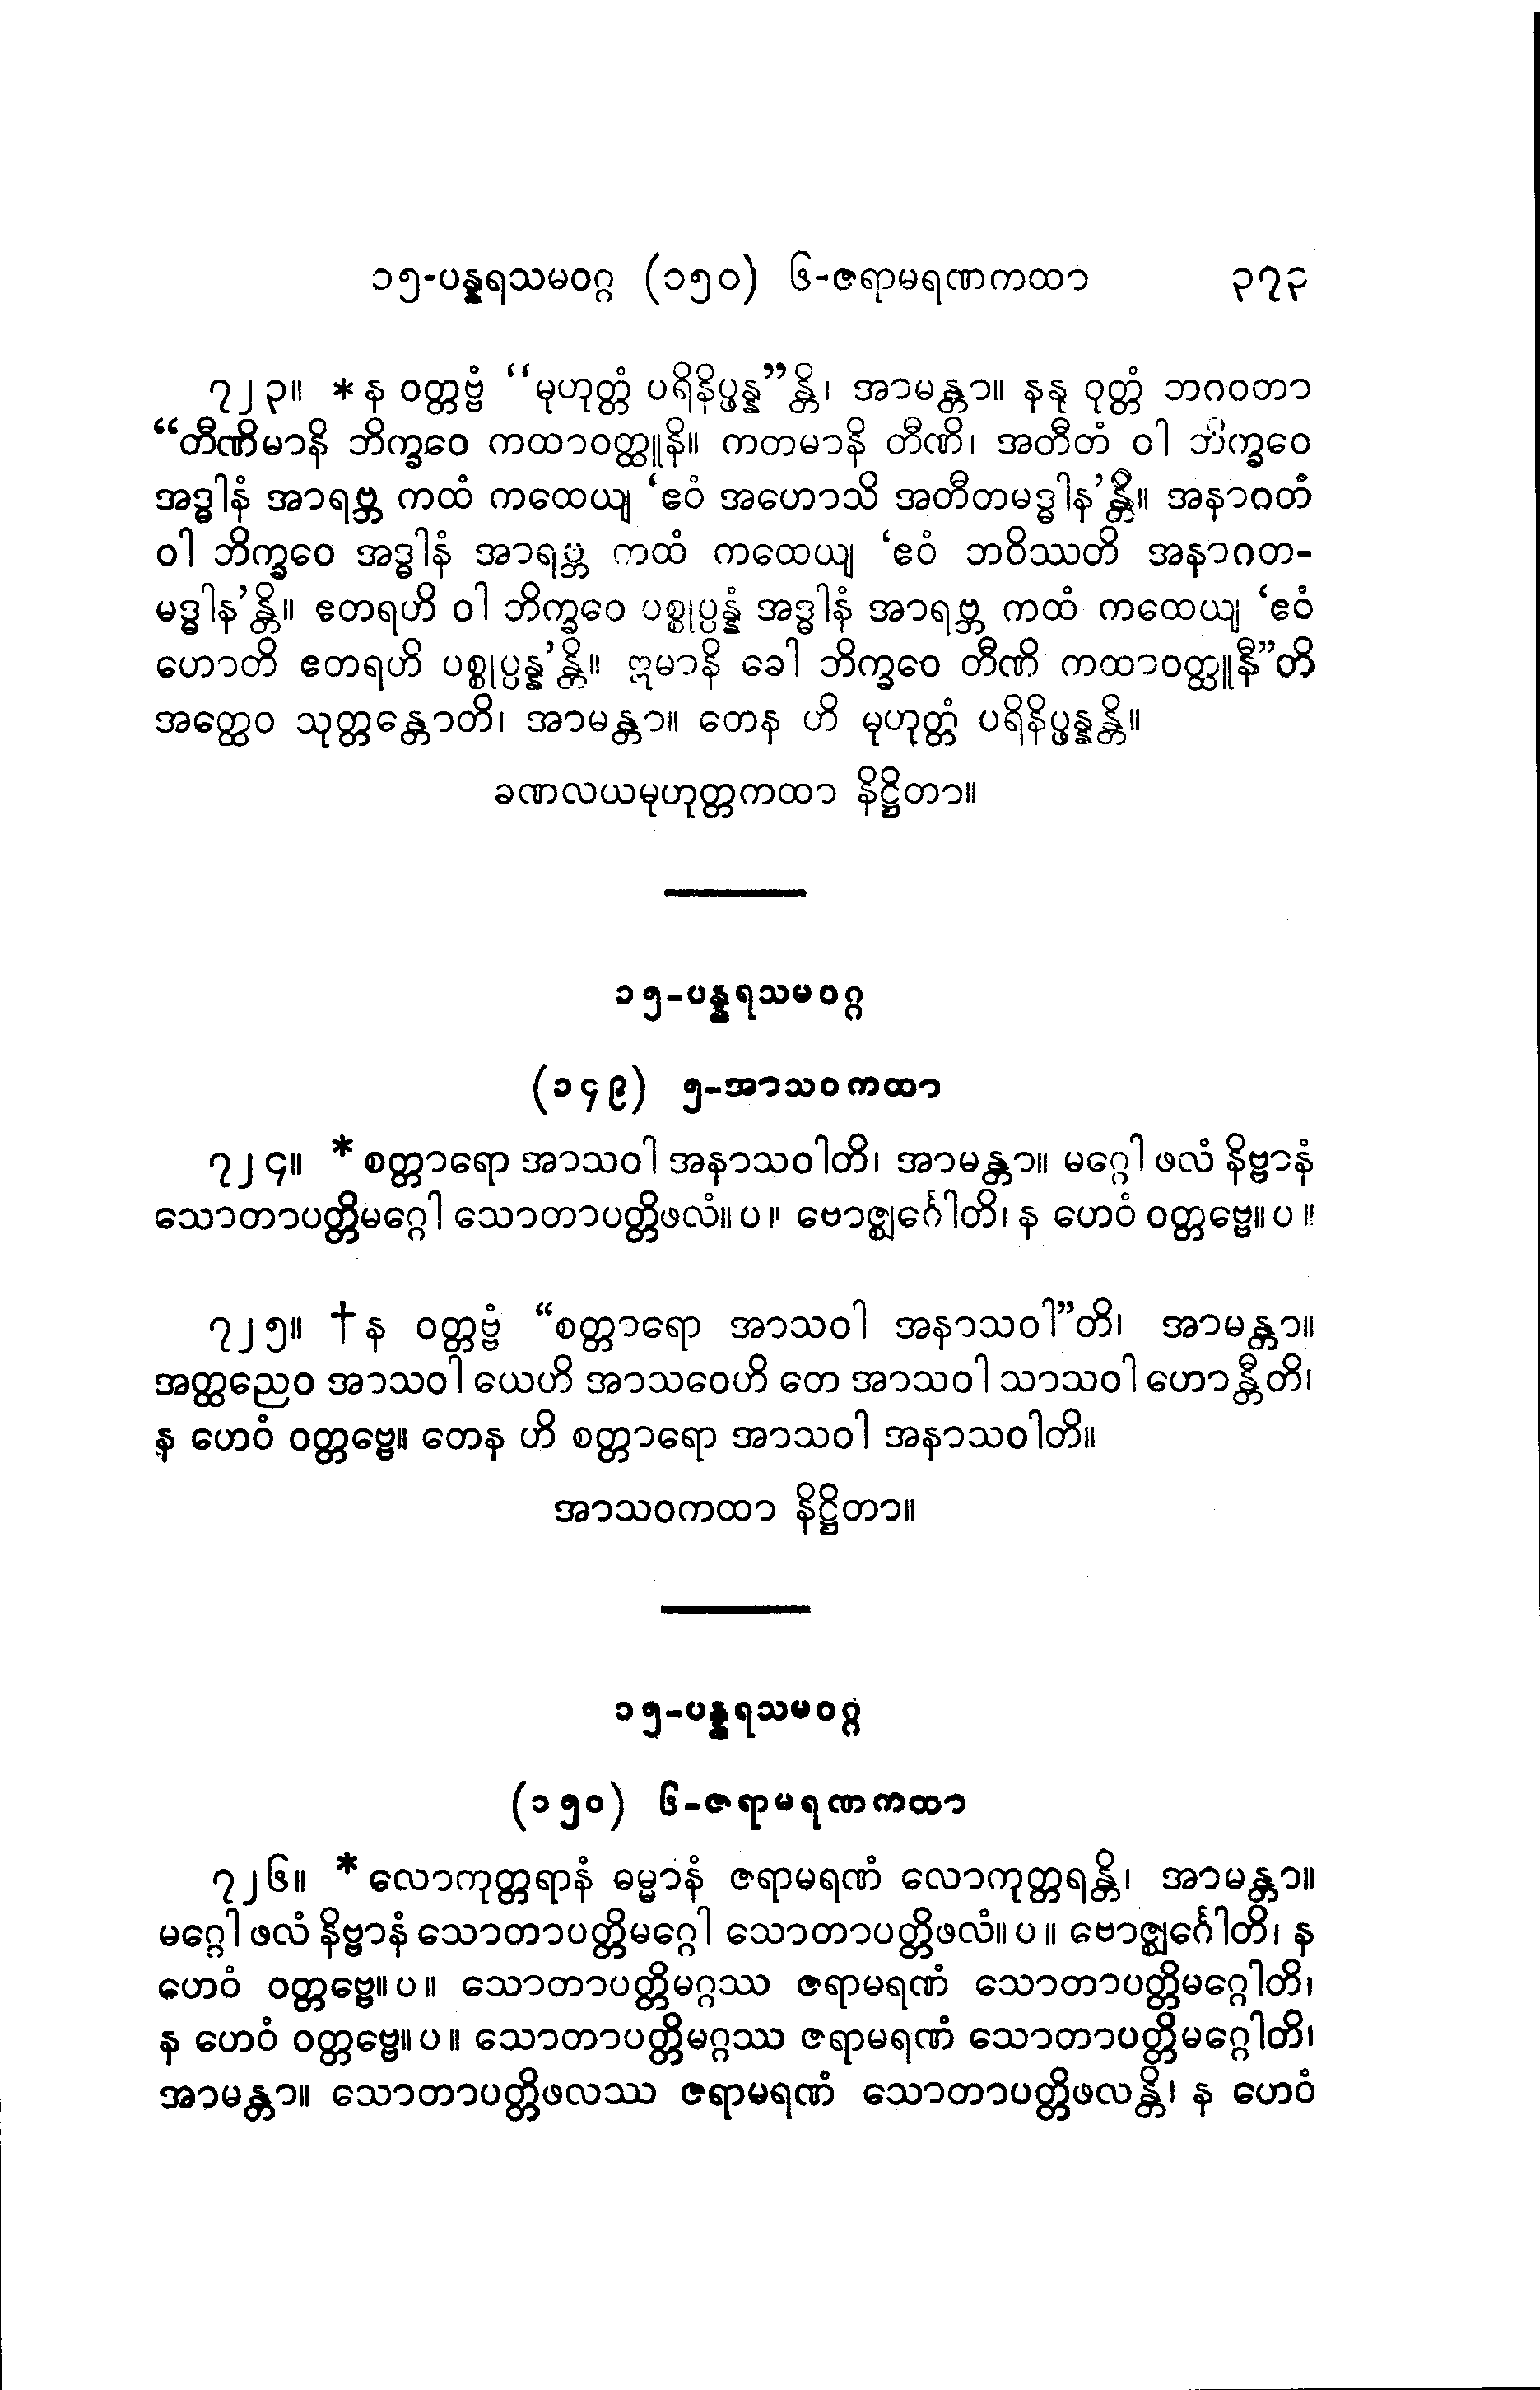 ၁၅-ပန္နရသမဝဂ္ဂ (၁၅၀) ၆-ဇရာမရဏကထာ ၃၇၃
၇၂၃။ *န ဝတ္တဗ္ဗံ “မုဟုတ္တံ ပရိနိပ္ဖန္န”န္တိ၊ အာမန္တာ။ နနု ဝုတ္တံ ဘဂဝတာ
“တီဏိမာနိ ဘိက္ခဝေ ကထာဝတ္ထူနိ။ ကတမာနိ တီဏိ၊ အတီတံ ဝါ ဘိက္ခဝေ
အဒ္ဓါနံ အာရဗ္ဘ ကထံ ကထေယျ ‘ဧဝံ အဟောသိ အတီတမဒ္ဓါန’န္တိ။ အနာဂတံ
ဝါ ဘိက္ခဝေ အဒ္ဓါနံ အာရဗ္ဘ ကထံ ကထေယျ ‘ဧဝံ ဘဝိဿတိ အနာဂတ-
မဒ္ဓါန’န္တိ။ ဧတရဟိ ဝါ ဘိက္ခဝေ ပစ္စုပ္ပန္နံ အဒ္ဓါနံ အာရဗ္ဘ ကထံ ကထေယျ ‘ဧဝံ
ဟောတိ ဧတရဟိ ပစ္စုပ္ပန္န’န္တိ။ ဣမာနိ ခေါ ဘိက္ခဝေ တီဏိ ကထာဝတ္ထူနီ”တိ
အတ္ထေဝ သုတ္တန္တောတိ၊ အာမန္တာ။ တေန ဟိ မုဟုတ္တံ ပရိနိပ္ဖန္နန္တိ။
ခဏလယမုဟုတ္တကထာ နိဋ္ဌိတာ။
၁၅-ပန္နရသမဝဂ္ဂ
(၁၄၉) ၅-အာသဝကထာ
၇၂၄။ *စတ္တာရော အာသဝါ အနာသဝါတိ၊ အာမန္တာ။ မဂ္ဂေါ ဖလံ နိဗ္ဗာနံ
သောတာပတ္တိမဂ္ဂေါ သောတာပတ္တိဖလံ။ ပ ။ ဗောဇ္ဈင်္ဂေါတိ၊ န ဟေဝံ ဝတ္တဗ္ဗေ။ ပ ။
၇၂၅။ †န ဝတ္တဗ္ဗံ “စတ္တာရော အာသဝါ အနာသဝါ”တိ၊ အာမန္တာ။
အတ္ထညေဝ အာသဝါ ယေဟိ အာသဝေဟိ တေ အာသဝါ သာသဝါ ဟောန္တီတိ၊
န ဟေဝံ ဝတ္တဗ္ဗေ။ တေန ဟိ စတ္တာရော အာသဝါ အနာသဝါတိ။
အာသဝကထာ နိဋ္ဌိတာ။
၁၅-ပန္နရသမဝဂ္ဂ
(၁၅၀) ၆-ဇရာမရဏကထာ
၇၂၆။ *လောကုတ္တရာနံ ဓမ္မာနံ ဇရာမရဏံ လောကုတ္တရန္တိ၊ အာမန္တာ။
မဂ္ဂေါ ဖလံ နိဗ္ဗာနံ သောတာပတ္တိမဂ္ဂေါ သောတာပတ္တိဖလံ။ ပ ။ ဗောဇ္ဈင်္ဂေါတိ၊ န
ဟေဝံ ဝတ္တဗ္ဗေ။ ပ ။ သောတာပတ္တိမဂ္ဂဿ ဇရာမရဏံ သောတာပတ္တိမဂ္ဂေါတိ၊
န ဟေဝံ ဝတ္တဗ္ဗေ။ ပ ။ သောတာပတ္တိမဂ္ဂဿ ဇရာမရဏံ သောတာပတ္တိမဂ္ဂေါတိ၊
အာမန္တာ။ သောတာပတ္တိဖလဿ ဇရာမရဏံ သောတာပတ္တိဖလန္တိ၊ န ဟေဝံ